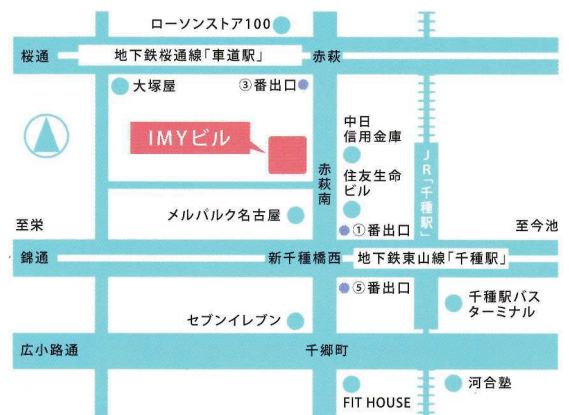 ローソンストア100
桜通
地下鉄桜通線「車道駅」
赤萩
大塚屋
③番出口
中日
信用金庫
IMYビル
赤萩南
住友生命
ビル
JR「千種駅」
メルパルク名古屋
①番出口
至栄
至今池
錦通
新千種橋西
地下鉄東山線「千種駅」
⑤番出口
千種駅バス
ターミナル
セブンイレブン
広小路通
千郷町
FIT HOUSE
河合塾